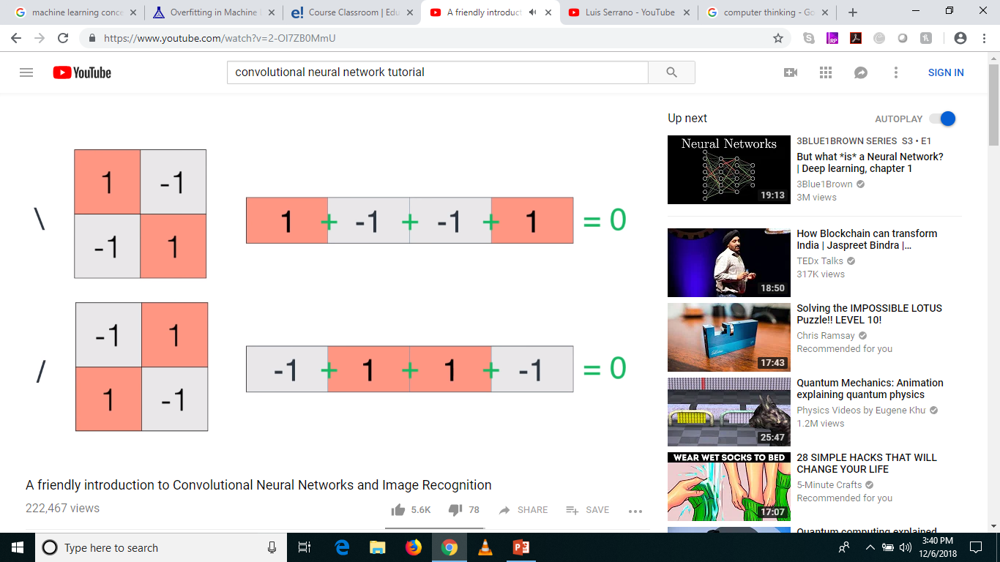 machine learning conce
Overfitting in Machine
Course Classroom | Edu
A friendly introduct
Luis Serrano - YouTube
computer thinking - Go
https://www.youtube.com/watch?v=2-OI7ZB0MmU
YouTube
convolutional neural network tutorial
SIGN IN
\
1 -1
-1 1
1 + -1 + -1 + 1 = 0
/
-1 1
1 -1
-1 + 1 + 1 + -1 = 0
A friendly introduction to Convolutional Neural Networks and Image Recognition
222,467 views
5.6K 78 SHARE SAVE
Up next AUTOPLAY
Neural Networks
19:13
3BLUE1BROWN SERIES S3 • E1
But what *is* a Neural Network?
| Deep learning, chapter 1
3Blue1Brown
3M views
18:50
How Blockchain can transform
India | Jaspreet Bindra |...
TEDx Talks
317K views
17:43
Solving the IMPOSSIBLE LOTUS
Puzzle!! LEVEL 10!
Chris Ramsay
Recommended for you
25:47
Quantum Mechanics: Animation
explaining quantum physics
Physics Videos by Eugene Khu
1.2M views
WEAR WET SOCKS TO BED
17:07
28 SIMPLE HACKS THAT WILL
CHANGE YOUR LIFE
5-Minute Crafts
Recommended for you
Quantum computing explained
Type here to search
3:40 PM
12/6/2018